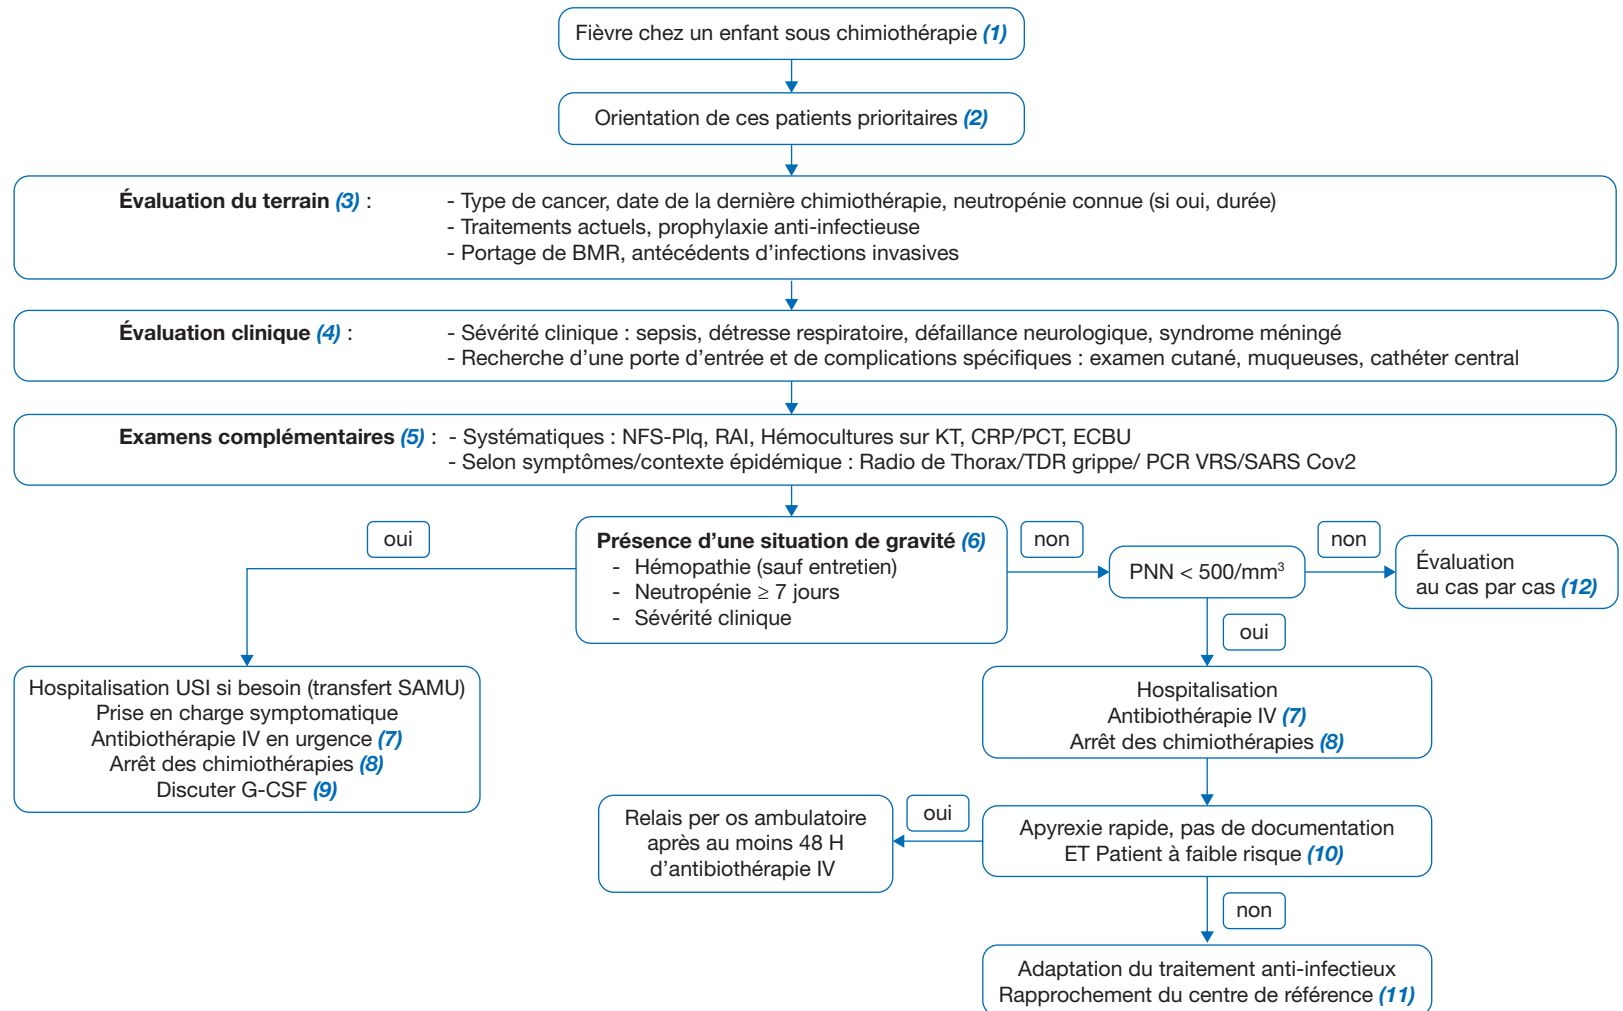 Fièvre chez un enfant sous chimiothérapie (1)
Orientation de ces patients prioritaires (2)
Évaluation du terrain (3) :
- Type de cancer, date de la dernière chimiothérapie, neutropénie connue (si oui, durée)
- Traitements actuels, prophylaxie anti-infectieuse
- Portage de BMR, antécédents d’infections invasives
Évaluation clinique (4) :
- Sévérité clinique : sepsis, détresse respiratoire, défaillance neurologique, syndrome méningé
- Recherche d’une porte d’entrée et de complications spécifiques : examen cutané, muqueuses, cathéter central
Examens complémentaires (5) :
- Systématiques : NFS-Plq, RAI, Hémocultures sur KT, CRP/PCT, ECBU
- Selon symptômes/contexte épidémique : Radio de Thorax/TDR grippe/ PCR VRS/SARS Cov2
oui
Présence d’une situation de gravité (6)
- Hémopathie (sauf entretien)
- Neutropénie ≥ 7 jours
- Sévérité clinique
non
PNN < 500/mm³
non
Évaluation
au cas par cas (12)
oui
Hospitalisation USI si besoin (transfert SAMU)
Prise en charge symptomatique
Antibiothérapie IV en urgence (7)
Arrêt des chimiothérapies (8)
Discuter G-CSF (9)
Hospitalisation
Antibiothérapie IV (7)
Arrêt des chimiothérapies (8)
Relais per os ambulatoire
après au moins 48 H
d’antibiothérapie IV
oui
Apyrexie rapide, pas de documentation
ET Patient à faible risque (10)
non
Adaptation du traitement anti-infectieux
Rapprochement du centre de référence (11)